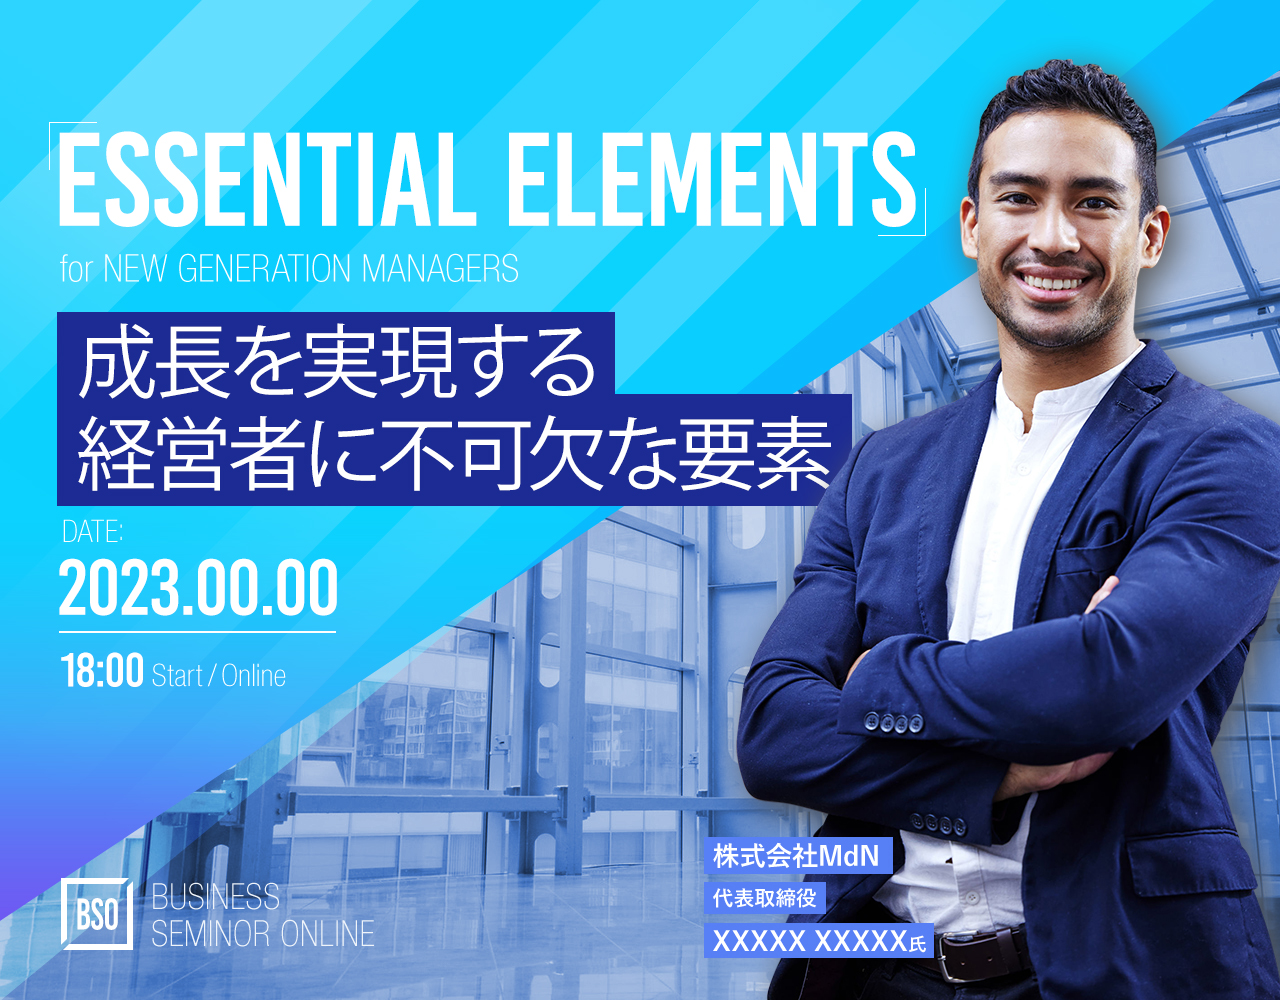 ESSENTIAL ELEMENTS
for NEW GENERATION MANAGERS
成長を実現する
経営者に不可欠な要素
DATE:
2023.00.00
18:00 Start / Online
BSO
BUSINESS
SEMINOR ONLINE
株式会社MdN
代表取締役
XXXXX XXXXX氏